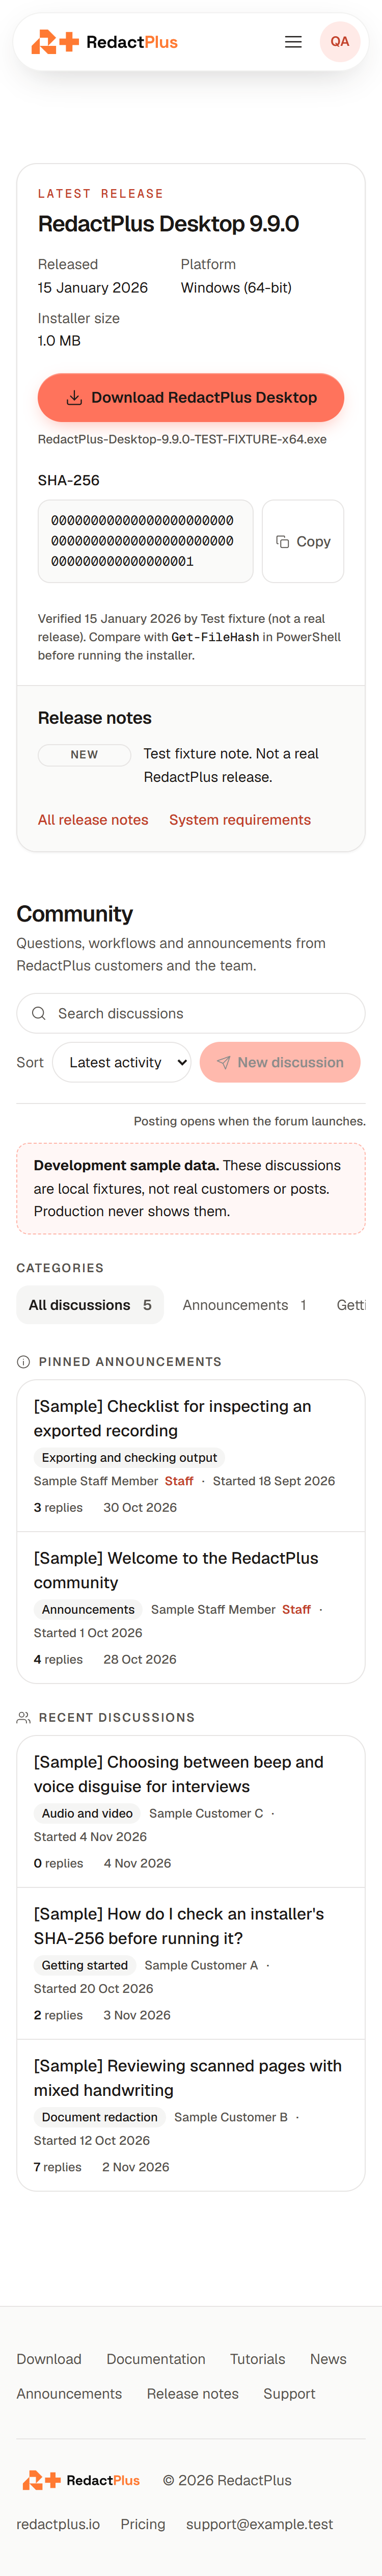 RedactPlus
QA
LATEST RELEASE
RedactPlus Desktop 9.9.0
Released
15 January 2026
Platform
Windows (64-bit)
Installer size
1.0 MB
Download RedactPlus Desktop
RedactPlus-Desktop-9.9.0-TEST-FIXTURE-x64.exe
SHA-256
000000000000000000000000
000000000000000000000000
0000000000000001
Copy
Verified 15 January 2026 by Test fixture (not a real
release). Compare with Get-FileHash in PowerShell
before running the installer.
Release notes
NEW
Test fixture note. Not a real
RedactPlus release.
All release notes
System requirements
Community
Questions, workflows and announcements from
RedactPlus customers and the team.
Search discussions
Sort
Latest activity
New discussion
Posting opens when the forum launches.
Development sample data. These discussions
are local fixtures, not real customers or posts.
Production never shows them.
CATEGORIES
All discussions 5
Announcements 1
Getti
PINNED ANNOUNCEMENTS
[Sample] Checklist for inspecting an
exported recording
Exporting and checking output
Sample Staff Member Staff · Started 18 Sept 2026
3 replies 30 Oct 2026
[Sample] Welcome to the RedactPlus
community
Announcements Sample Staff Member Staff ·
Started 1 Oct 2026
4 replies 28 Oct 2026
RECENT DISCUSSIONS
[Sample] Choosing between beep and
voice disguise for interviews
Audio and video Sample Customer C ·
Started 4 Nov 2026
0 replies 4 Nov 2026
[Sample] How do I check an installer's
SHA-256 before running it?
Getting started Sample Customer A ·
Started 20 Oct 2026
2 replies 3 Nov 2026
[Sample] Reviewing scanned pages with
mixed handwriting
Document redaction Sample Customer B ·
Started 12 Oct 2026
7 replies 2 Nov 2026
Download Documentation Tutorials News
Announcements Release notes Support
RedactPlus © 2026 RedactPlus
redactplus.io Pricing support@example.test